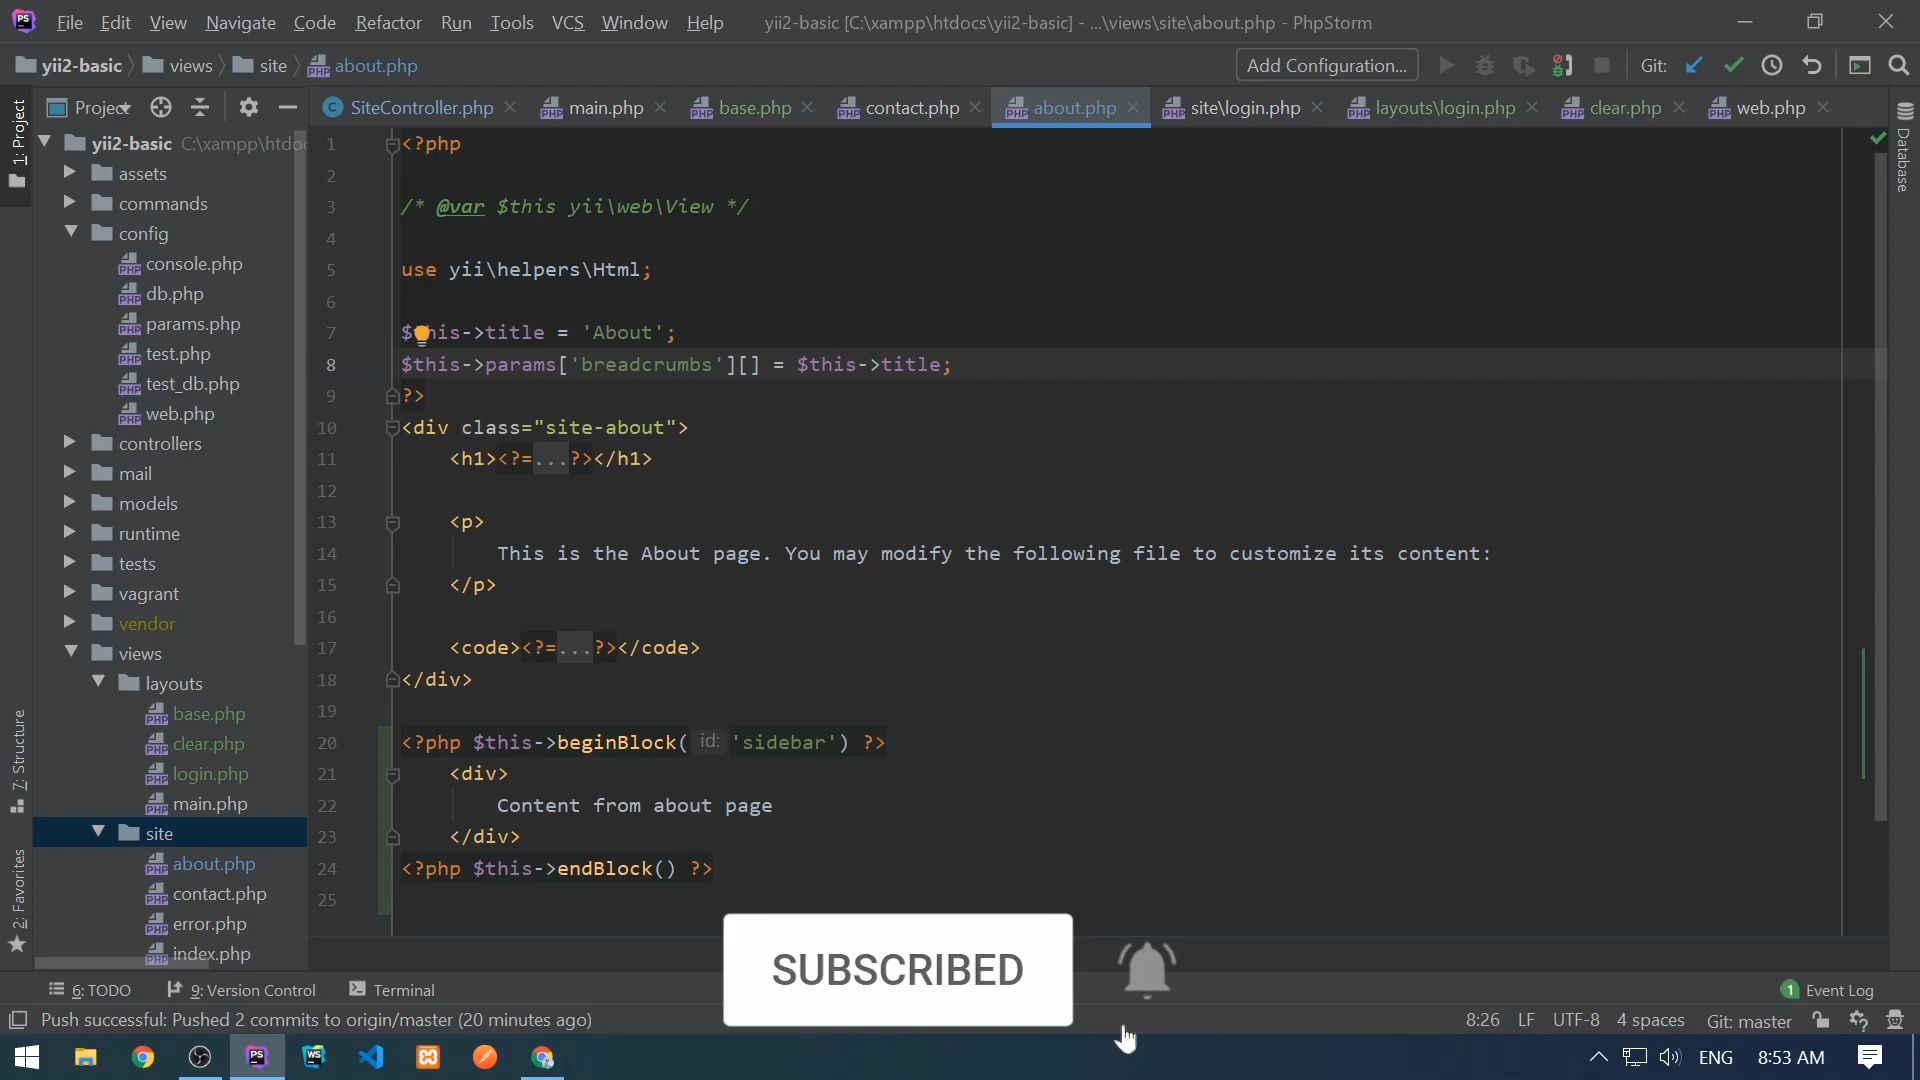 PS File Edit View Navigate Code Refactor Run Tools VCS Window Help yii2-basic [C:\xampp\htdocs\yii2-basic] - ...\views\site\about.php - PhpStorm
yii2-basic views site about.php Add Configuration... Git:
Project SiteController.php main.php base.php contact.php about.php site\login.php layouts\login.php clear.php web.php
1: Project
7: Structure
2: Favorites
Database
yii2-basic C:\xampp\htdoc
assets
commands
config
console.php
db.php
params.php
test.php
test_db.php
web.php
controllers
mail
models
runtime
tests
vagrant
vendor
views
layouts
base.php
clear.php
login.php
main.php
site
about.php
contact.php
error.php
index.php
1 <?php
2
3 /* @var $this yii\web\View */
4
5 use yii\helpers\Html;
6
7 $this->title = 'About';
8 $this->params['breadcrumbs'][] = $this->title;
9 ?>
10 <div class="site-about">
11 <h1><?=...?></h1>
12
13 <p>
14 This is the About page. You may modify the following file to customize its content:
15 </p>
16
17 <code><?=...?></code>
18 </div>
19
20 <?php $this->beginBlock( id: 'sidebar') ?>
21 <div>
22 Content from about page
23 </div>
24 <?php $this->endBlock() ?>
25
SUBSCRIBED
6: TODO 9: Version Control Terminal 1 Event Log
Push successful: Pushed 2 commits to origin/master (20 minutes ago) 8:26 LF UTF-8 4 spaces Git: master
PS WS ENG 8:53 AM